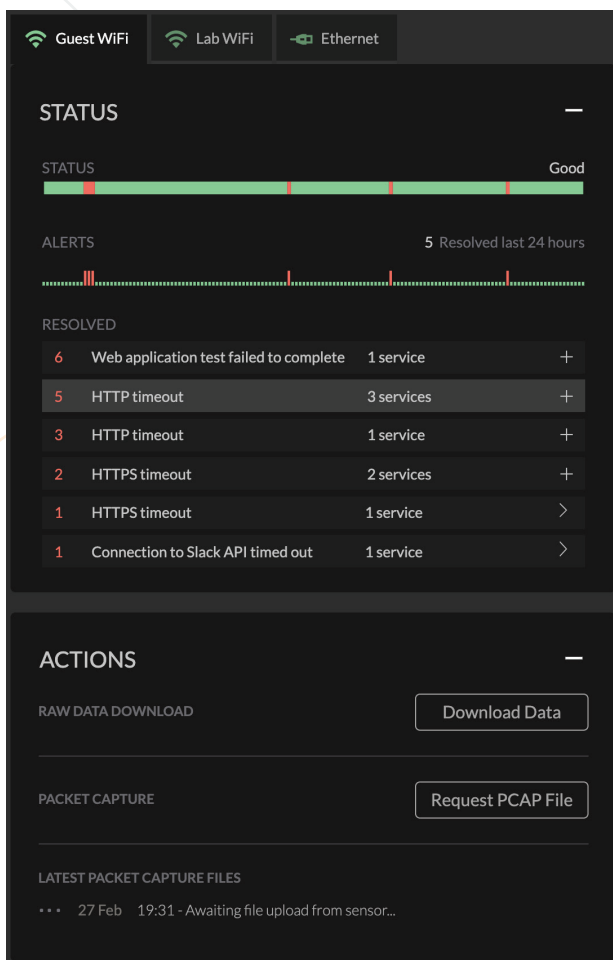 Guest WiFi Lab WiFi Ethernet
STATUS
STATUS Good
ALERTS 5 Resolved last 24 hours
RESOLVED
6 Web application test failed to complete 1 service +
5 HTTP timeout 3 services +
3 HTTP timeout 1 service +
2 HTTPS timeout 2 services +
1 HTTPS timeout 1 service >
1 Connection to Slack API timed out 1 service >
ACTIONS
RAW DATA DOWNLOAD Download Data
PACKET CAPTURE Request PCAP File
LATEST PACKET CAPTURE FILES
··· 27 Feb 19:31 - Awaiting file upload from sensor...